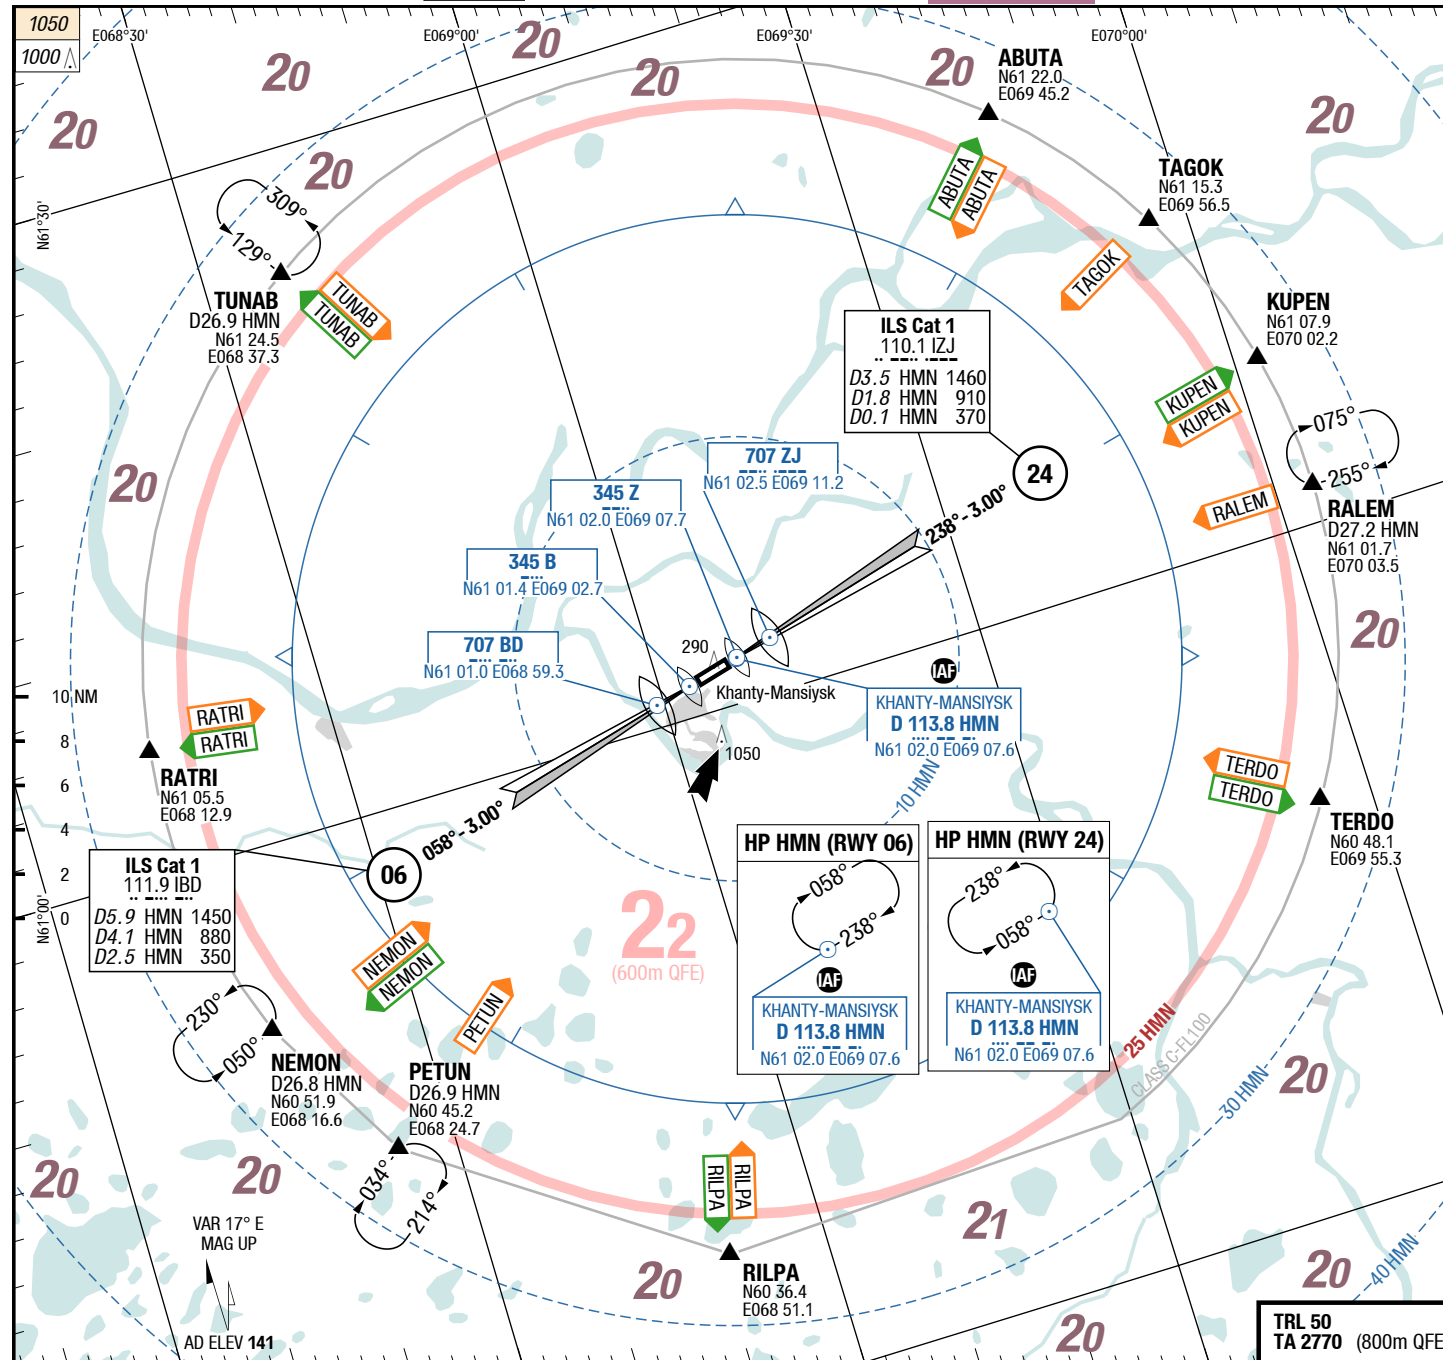 1050
1000
E068°30'
E069°00'
E069°30'
E070°00'
20
20
20
20
20
20
20
ABUTA
N61 22.0
E069 45.2
TAGOK
N61 15.3
E069 56.5
ABUTA
ABUTA
TAGOK
309°
129°
N61°30'
TUNAB
D26.9 HMN
N61 24.5
E068 37.3
TUNAB
TUNAB
KUPEN
N61 07.9
E070 02.2
KUPEN
KUPEN
ILS Cat 1
110.1 IZJ
D3.5 HMN 1460
D1.8 HMN 910
D0.1 HMN 370
24
075°
255°
RALEM
RALEM
D27.2 HMN
N61 01.7
E070 03.5
20
707 ZJ
N61 02.5 E069 11.2
345 Z
N61 02.0 E069 07.7
238° - 3.00°
345 B
N61 01.4 E069 02.7
707 BD
N61 01.0 E068 59.3
290
Khanty-Mansiysk
1050
20
IAF
KHANTY-MANSIYSK
D 113.8 HMN
N61 02.0 E069 07.6
10 HMN
10 NM
8
6
4
2
0
N61°00'
RATRI
RATRI
RATRI
N61 05.5
E068 12.9
TERDO
TERDO
TERDO
N60 48.1
E069 55.3
058° - 3.00°
06
ILS Cat 1
111.9 IBD
D5.9 HMN 1450
D4.1 HMN 880
D2.5 HMN 350
HP HMN (RWY 06)
058°
238°
IAF
KHANTY-MANSIYSK
D 113.8 HMN
N61 02.0 E069 07.6
HP HMN (RWY 24)
238°
058°
IAF
KHANTY-MANSIYSK
D 113.8 HMN
N61 02.0 E069 07.6
22
(600m QFE)
NEMON
NEMON
PETUN
230°
050°
NEMON
D26.8 HMN
N60 51.9
E068 16.6
PETUN
D26.9 HMN
N60 45.2
E068 24.7
034°
214°
25 HMN
CLASS C-FL100
30 HMN
20
20
20
VAR 17° E
MAG UP
AD ELEV 141
RILPA
RILPA
RILPA
N60 36.4
E068 51.1
20
21
20
40 HMN
20
TRL 50
TA 2770 (800m QFE